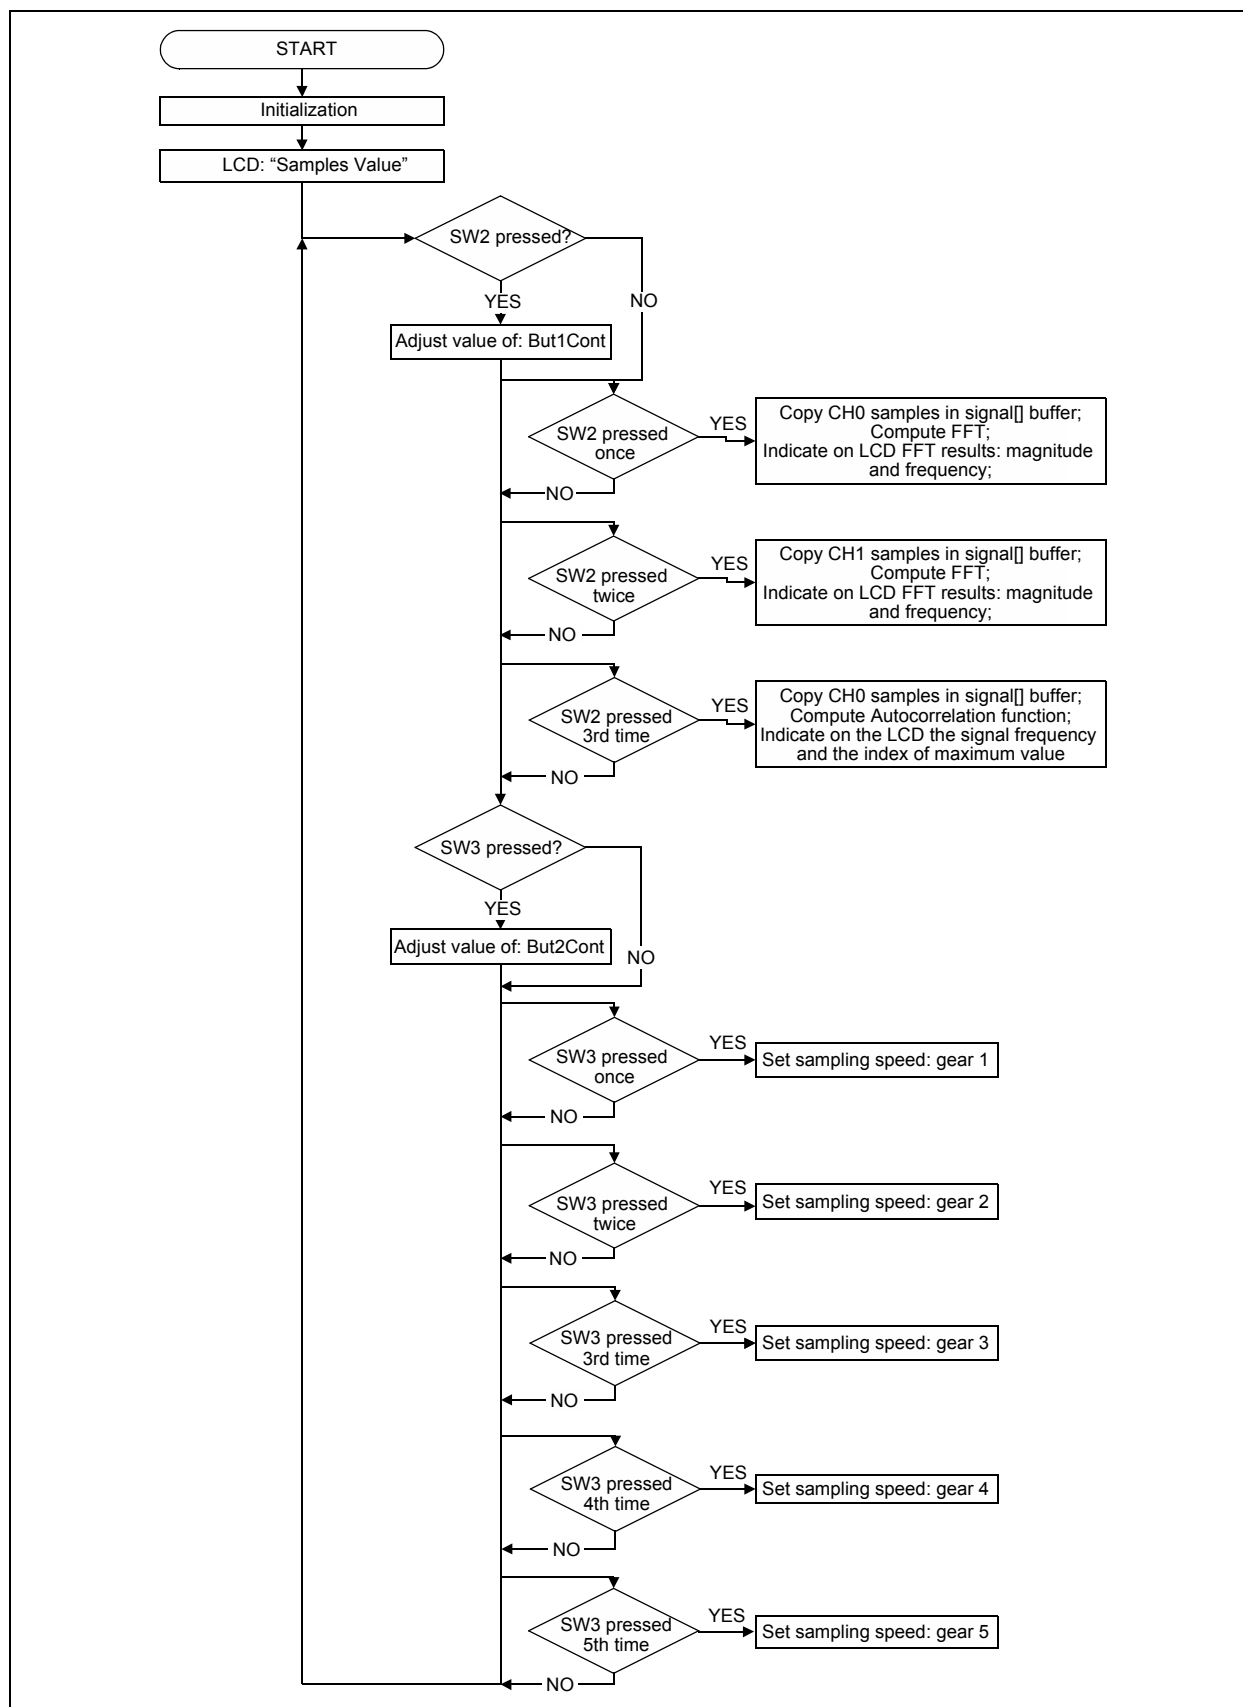 START
Initialization
LCD: “Samples Value”
SW2 pressed?
YES
NO
Adjust value of: But1Cont
SW2 pressed
once
YES
Copy CH0 samples in signal[] buffer;
Compute FFT;
Indicate on LCD FFT results: magnitude
and frequency;
NO
SW2 pressed
twice
YES
Copy CH1 samples in signal[] buffer;
Compute FFT;
Indicate on LCD FFT results: magnitude
and frequency;
NO
SW2 pressed
3rd time
YES
Copy CH0 samples in signal[] buffer;
Compute Autocorrelation function;
Indicate on the LCD the signal frequency
and the index of maximum value
NO
SW3 pressed?
YES
Adjust value of: But2Cont
NO
SW3 pressed
once
YES
Set sampling speed: gear 1
NO
SW3 pressed
twice
YES
Set sampling speed: gear 2
NO
SW3 pressed
3rd time
YES
Set sampling speed: gear 3
NO
SW3 pressed
4th time
YES
Set sampling speed: gear 4
NO
SW3 pressed
5th time
YES
Set sampling speed: gear 5
NO